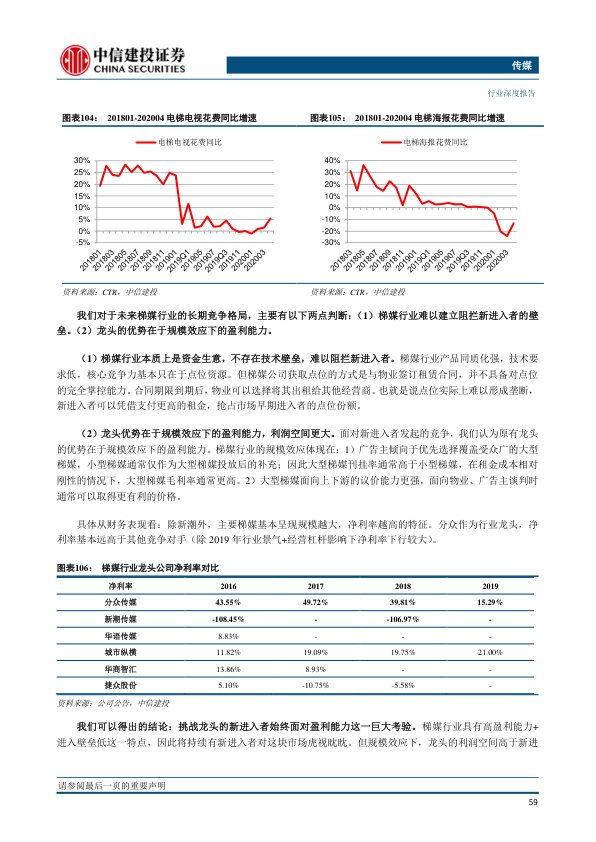 中信建投证券
CHINA SECURITIES
传媒
行业深度报告
图表104： 201801-202004 电梯电视花费同比增速
图表105： 201801-202004 电梯海报花费同比增速
电梯电视花费同比
30%
25%
20%
15%
10%
5%
0%
-5%
201801
201803
201805
201807
201809
201811
201901
2019Q1
201905
201907
2019Q3
201911
202001
202003
电梯海报花费同比
40%
30%
20%
10%
0%
-10%
-20%
-30%
201803
201805
201807
201809
201811
201901
2019Q1
201905
201907
2019Q3
201911
202001
202003
资料来源：CTR，中信建投
资料来源：CTR，中信建投
我们对于未来梯媒行业的长期竞争格局，主要有以下两点判断：（1）梯媒行业难以建立阻拦新进入者的壁
垒。（2）龙头的优势在于规模效应下的盈利能力。
（1）梯媒行业本质上是资金生意，不存在技术壁垒，难以阻拦新进入者。梯媒行业产品同质化强，技术要
求低，核心竞争力基本只在于点位资源。但梯媒公司获取点位的方式是与物业签订租赁合同，并不具备对点位
的完全掌控能力。合同期限到期后，物业可以选择将其出租给其他经营商。也就是说点位实际上难以形成垄断，
新进入者可以凭借支付更高的租金，抢占市场早期进入者的点位份额。
（2）龙头优势在于规模效应下的盈利能力，利润空间更大。面对新进入者发起的竞争，我们认为原有龙头
的优势在于规模效应下的盈利能力。梯媒行业的规模效应体现在：1）广告主倾向于优先选择覆盖受众广的大型
梯媒，小型梯媒通常仅作为大型梯媒投放后的补充；因此大型梯媒刊挂率通常高于小型梯媒，在租金成本相对
刚性的情况下，大型梯媒毛利率通常更高。2）大型梯媒面向上下游的议价能力更强，面向物业、广告主谈判时
通常可以取得更有利的价格。
具体从财务表现看：除新潮外，主要梯媒基本呈现规模越大，净利率越高的特征。分众作为行业龙头，净
利率基本远高于其他竞争对手（除 2019 年行业景气+经营杠杆影响下净利率下行较大）。
图表106： 梯媒行业龙头公司净利率对比
净利率 2016 2017 2018 2019
分众传媒 43.55% 49.72% 39.81% 15.29%
新潮传媒 -108.45% - -106.97% -
华语传媒 8.83% - - -
城市纵横 11.82% 19.09% 19.75% 21.00%
华商智汇 13.86% 8.93% - -
捷众股份 5.10% -10.75% -5.58% -
资料来源：公司公告，中信建投
我们可以得出的结论：挑战龙头的新进入者始终面对盈利能力这一巨大考验。梯媒行业具有高盈利能力+
进入壁垒低这一特点，因此将持续有新进入者对这块市场虎视眈眈。但规模效应下，龙头的利润空间高于新进
请参阅最后一页的重要声明
59